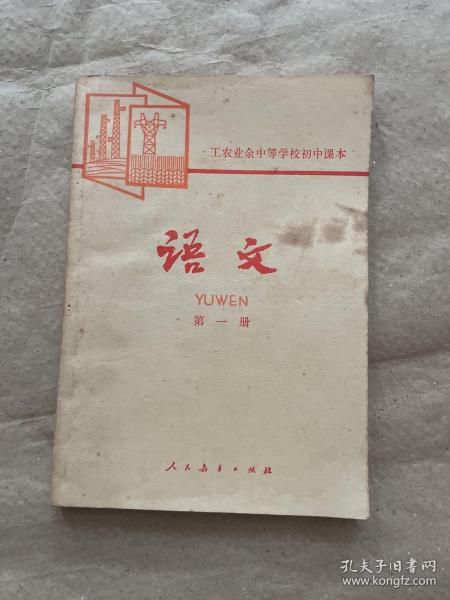 工农业余中等学校初中课本
语文
YUWEN
第一册
人民教育出版社
孔夫子旧书网
www.kongfz.com